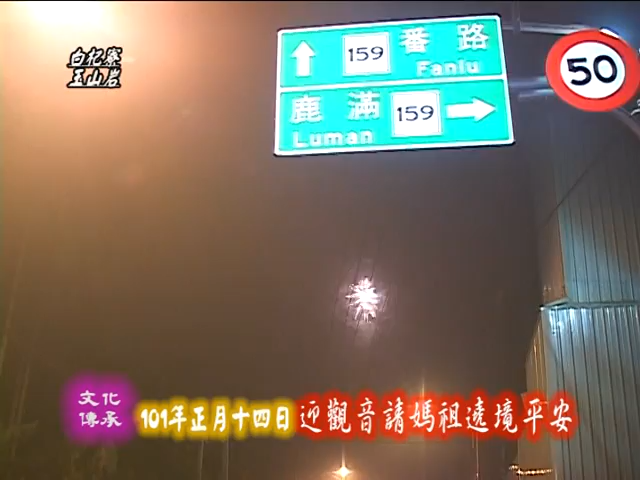 白杞寮
玉山岩
159 番路
Fanlu
鹿滿 159
Luman
50
文化
傳承
101年正月十四日迎觀音請媽祖遶境平安